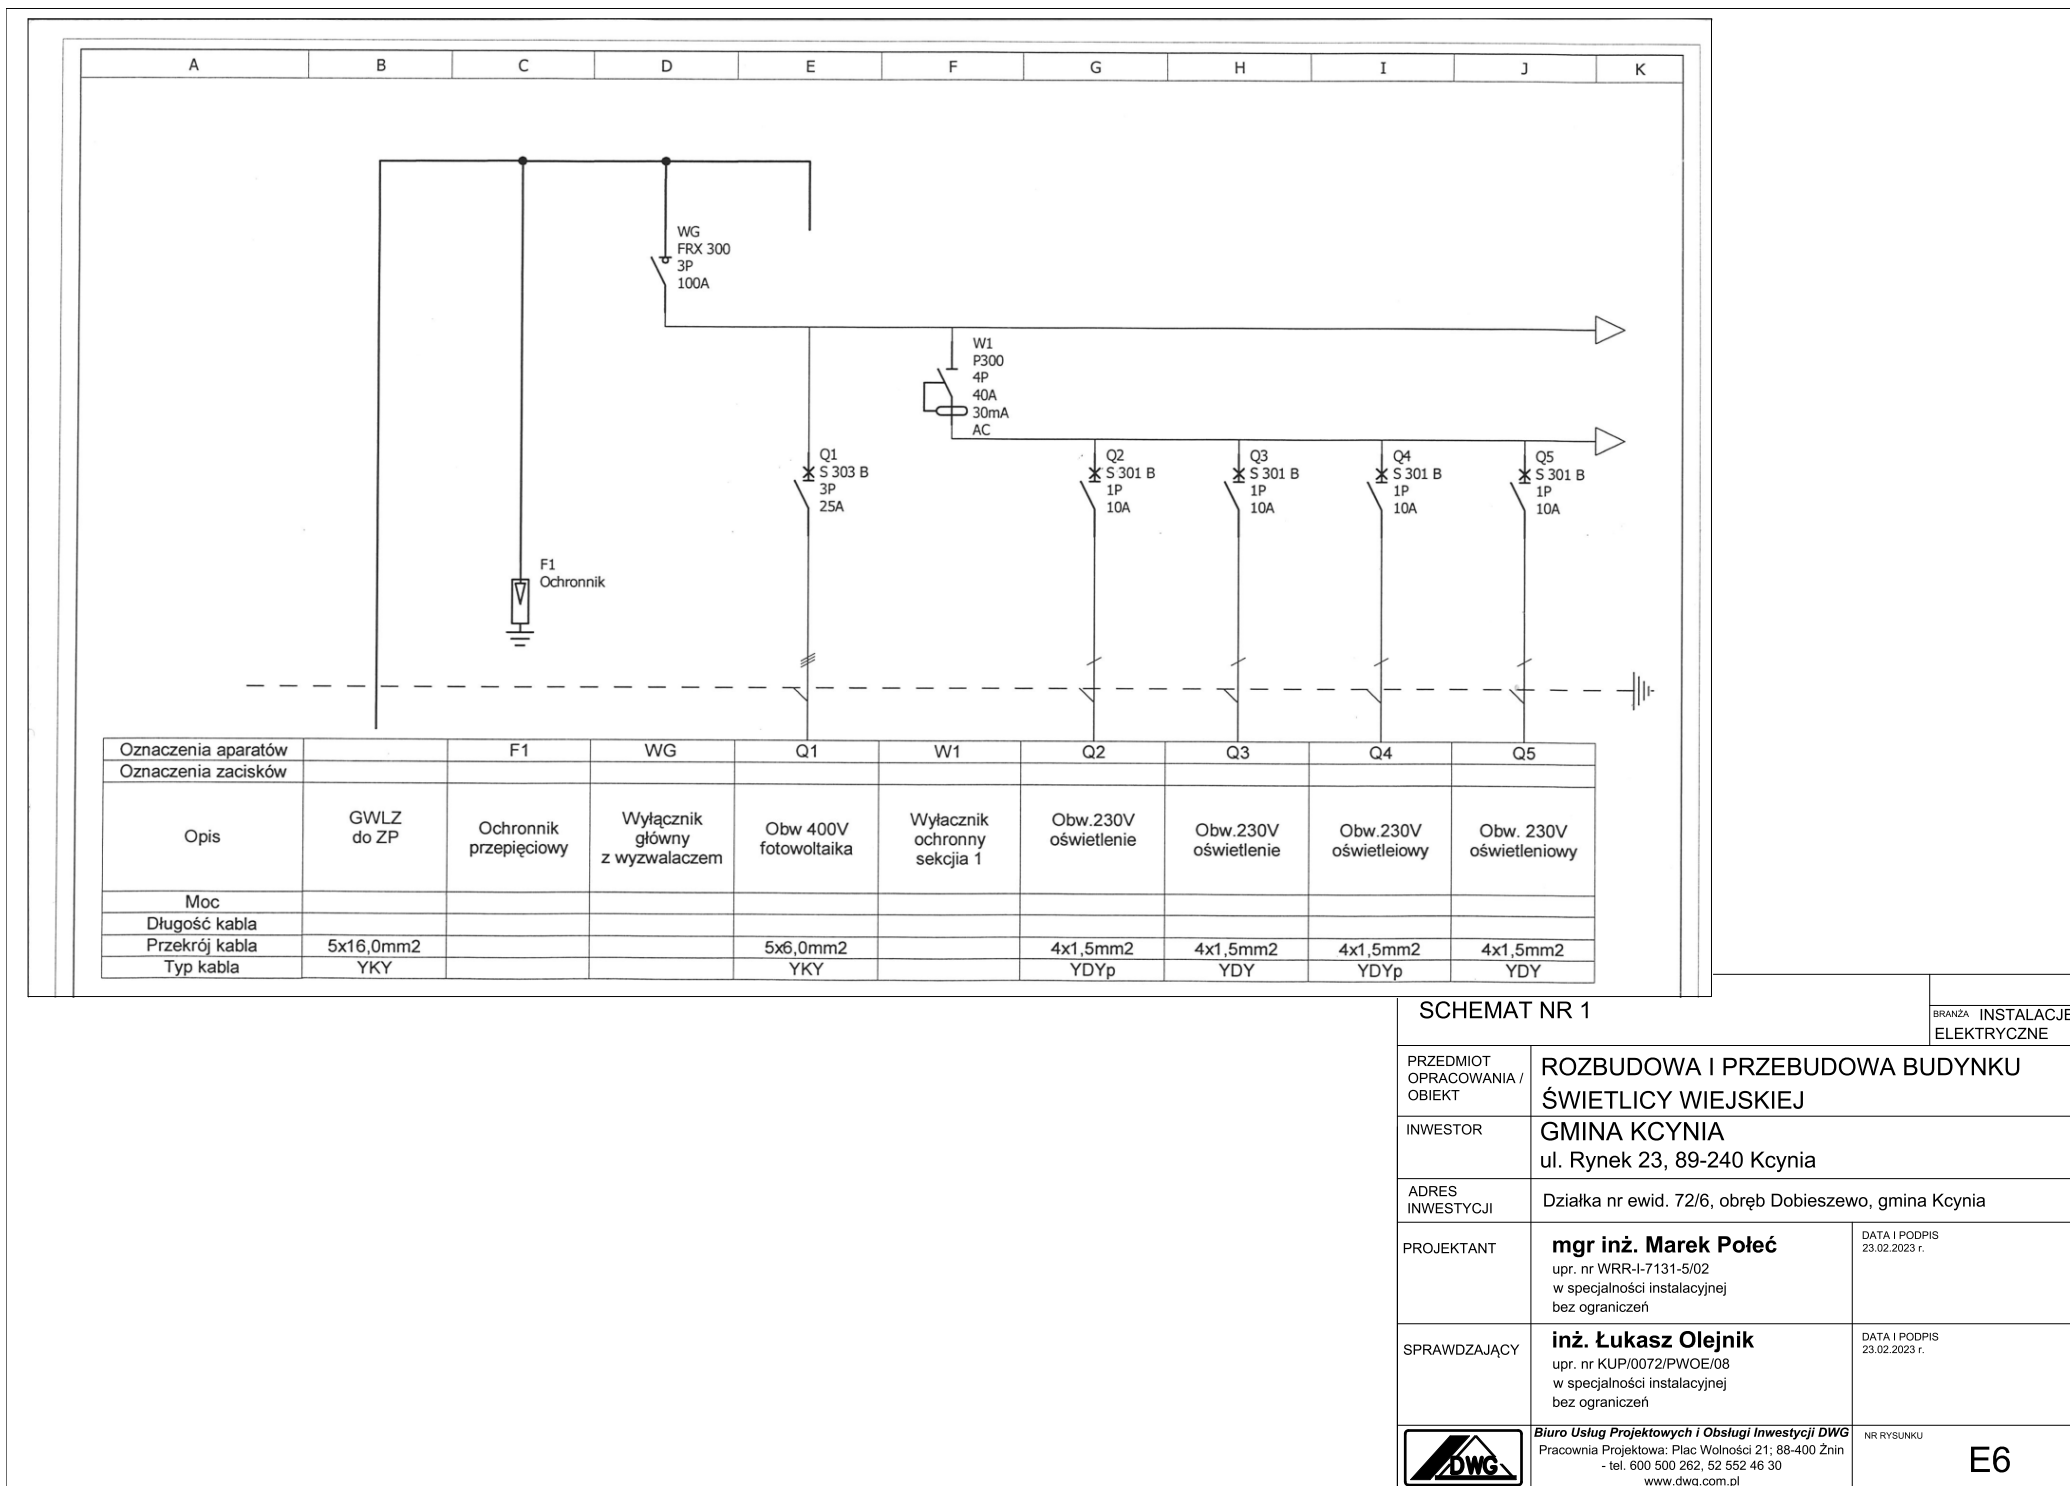 A B C D E F G H I J K
WG
FRX 300
3P
100A
W1
P300
4P
40A
30mA
AC
Q1
S 303 B
3P
25A
Q2
S 301 B
1P
10A
Q3
S 301 B
1P
10A
Q4
S 301 B
1P
10A
Q5
S 301 B
1P
10A
F1
Ochronnik
Oznaczenia aparatów F1 WG Q1 W1 Q2 Q3 Q4 Q5
Oznaczenia zacisków
Opis
GWLZ
do ZP
Ochronnik
przepięciowy
Wyłącznik
główny
z wyzwalaczem
Obw 400V
fotowoltaika
Wyłacznik
ochronny
sekcjia 1
Obw.230V
oświetlenie
Obw.230V
oświetlenie
Obw.230V
oświetleiowy
Obw. 230V
oświetleniowy
Moc
Długość kabla
Przekrój kabla 5x16,0mm2 5x6,0mm2 4x1,5mm2 4x1,5mm2 4x1,5mm2 4x1,5mm2
Typ kabla YKY YKY YDYp YDY YDYp YDY
SCHEMAT NR 1
BRANŻA INSTALACJE
ELEKTRYCZNE
PRZEDMIOT
OPRACOWANIA /
OBIEKT
ROZBUDOWA I PRZEBUDOWA BUDYNKU
ŚWIETLICY WIEJSKIEJ
INWESTOR
GMINA KCYNIA
ul. Rynek 23, 89-240 Kcynia
ADRES
INWESTYCJI
Działka nr ewid. 72/6, obręb Dobieszewo, gmina Kcynia
PROJEKTANT
mgr inż. Marek Połeć
upr. nr WRR-I-7131-5/02
w specjalności instalacyjnej
bez ograniczeń
DATA I PODPIS
23.02.2023 r.
SPRAWDZAJĄCY
inż. Łukasz Olejnik
upr. nr KUP/0072/PWOE/08
w specjalności instalacyjnej
bez ograniczeń
DATA I PODPIS
23.02.2023 r.
DWG
Biuro Usług Projektowych i Obsługi Inwestycji DWG
Pracownia Projektowa: Plac Wolności 21; 88-400 Żnin
- tel. 600 500 262, 52 552 46 30
www.dwg.com.pl
NR RYSUNKU
E6